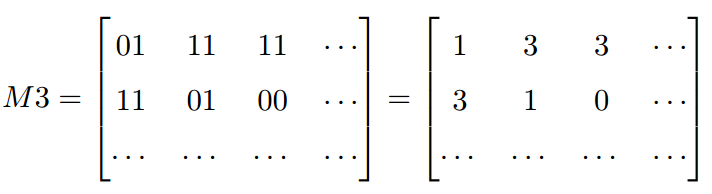 M3 = [ 01 11 11 ⋯ ] = [ 1 3 3 ⋯ ]
[ 11 01 00 ⋯ ] [ 3 1 0 ⋯ ]
[ ⋯ ⋯ ⋯ ⋯ ] [ ⋯ ⋯ ⋯ ⋯ ]